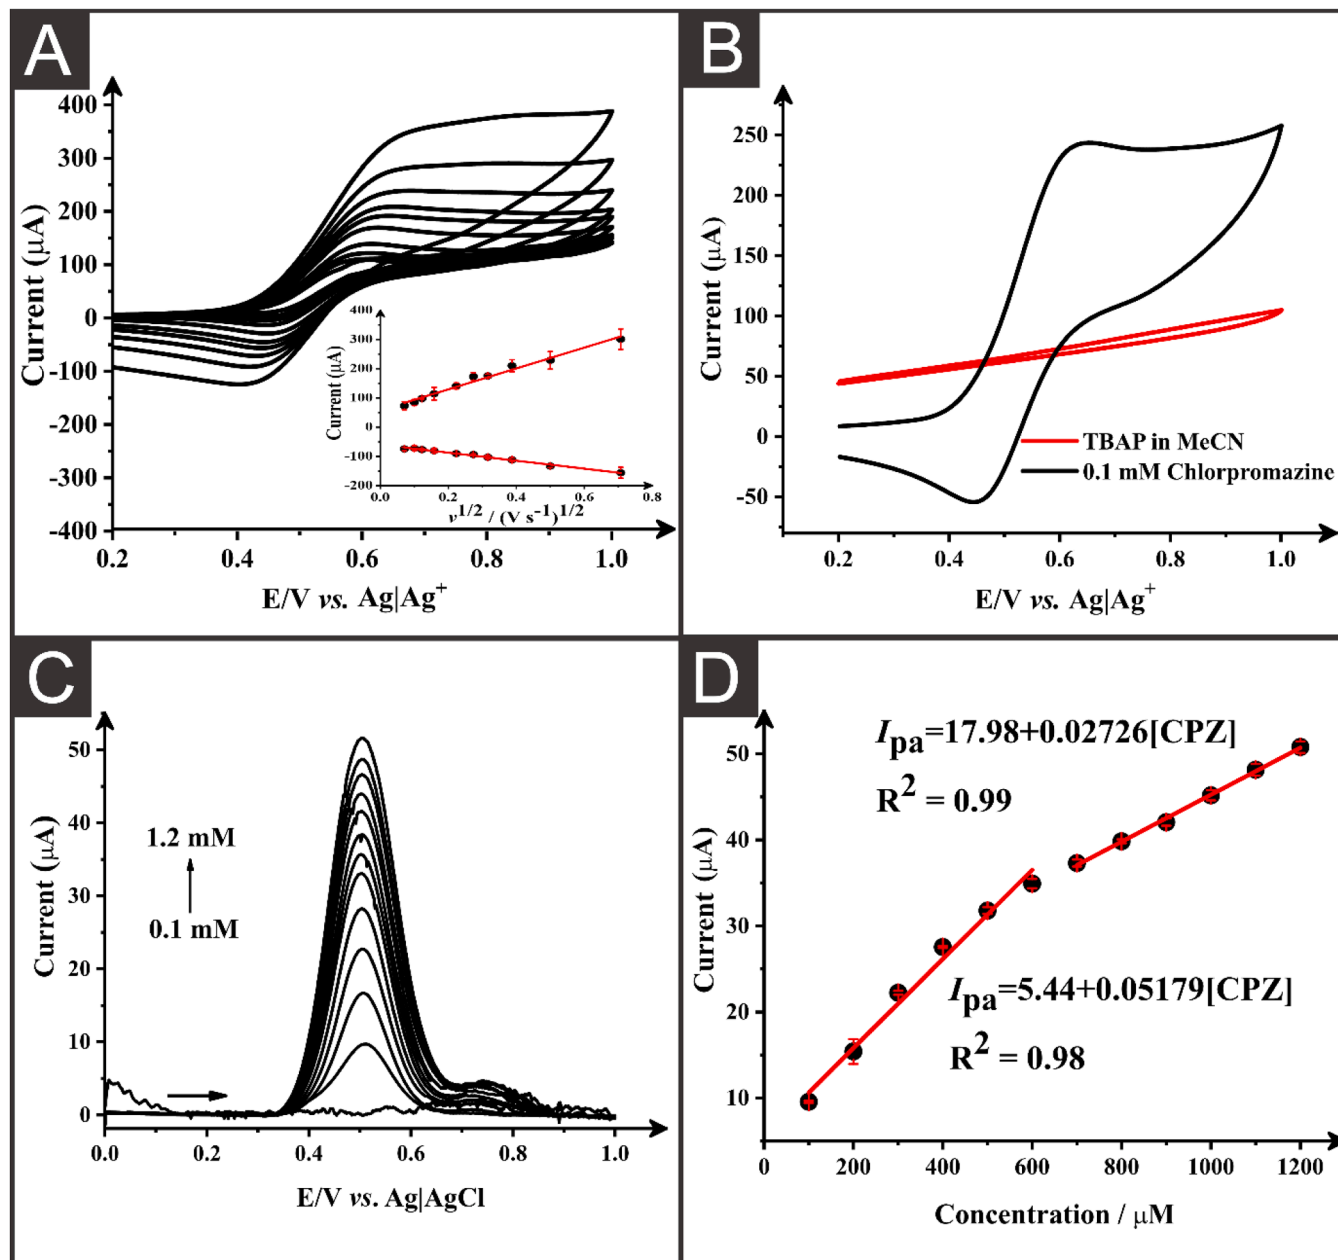 A
400
300
200
100
0
-100
-200
-300
-400
Current (μA)
0.2
0.4
0.6
0.8
1.0
E/V vs. Ag|Ag⁺
400
300
200
100
0
-100
-200
Current (μA)
0.0
0.2
0.4
0.6
0.8
v^1/2 / (V s⁻¹)^1/2
B
250
200
150
100
50
0
-50
Current (μA)
TBAP in MeCN
0.1 mM Chlorpromazine
0.2
0.4
0.6
0.8
1.0
E/V vs. Ag|Ag⁺
C
50
40
30
20
10
0
Current (μA)
1.2 mM
0.1 mM
0.0
0.2
0.4
0.6
0.8
1.0
E/V vs. Ag|AgCl
D
I_pa=17.98+0.02726[CPZ]
R² = 0.99
I_pa=5.44+0.05179[CPZ]
R² = 0.98
50
40
30
20
10
Current (μA)
0
200
400
600
800
1000
1200
Concentration / μM